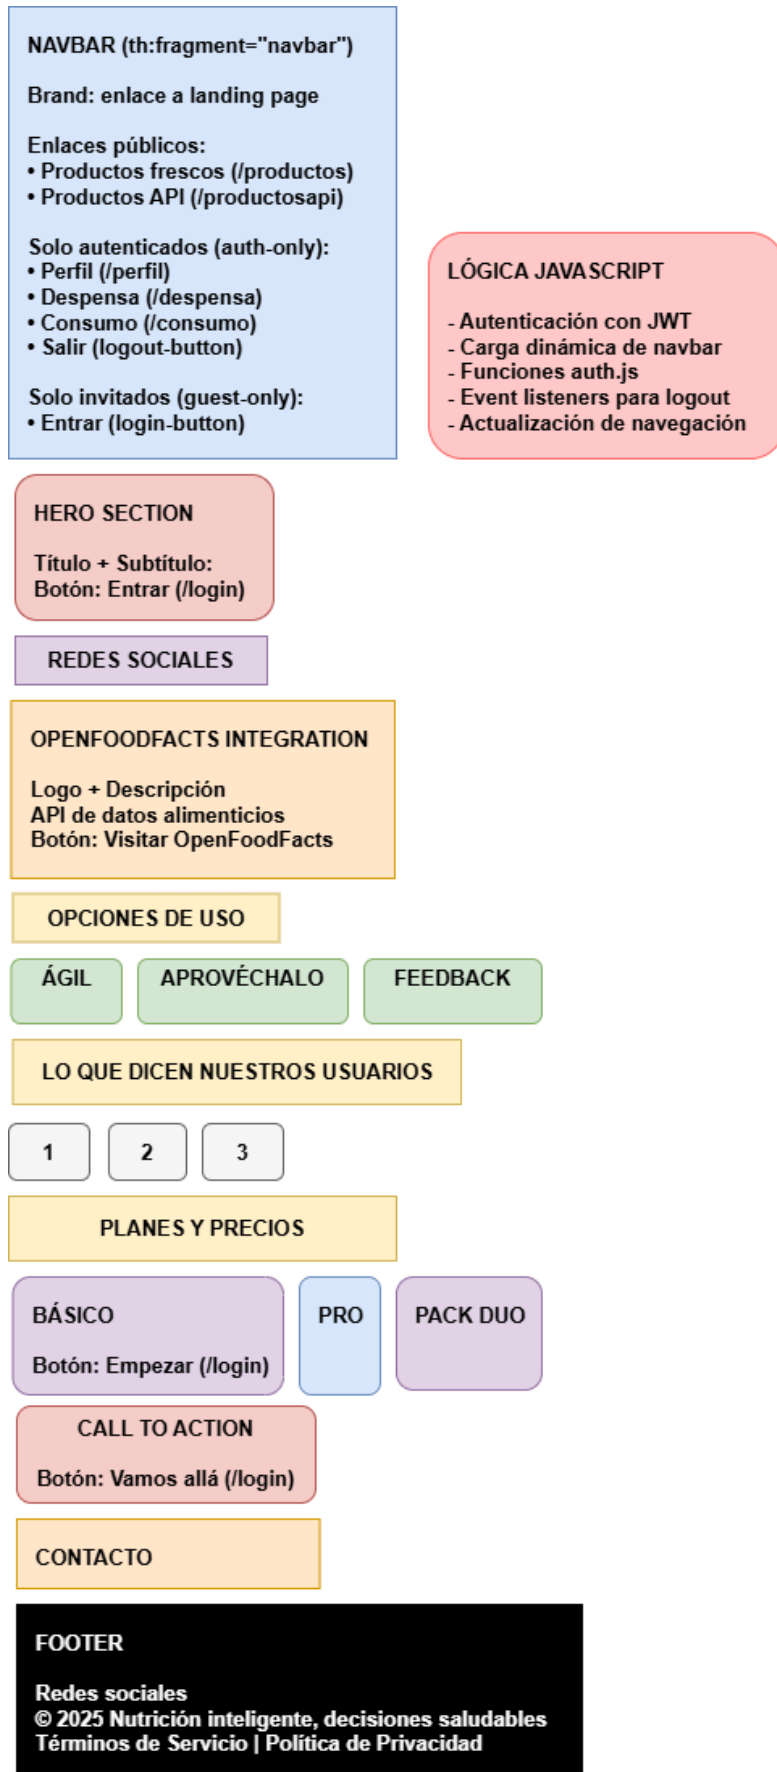 NAVBAR (th:fragment="navbar")
Brand: enlace a landing page
Enlaces públicos:
• Productos frescos (/productos)
• Productos API (/productosapi)
Solo autenticados (auth-only):
• Perfil (/perfil)
• Despensa (/despensa)
• Consumo (/consumo)
• Salir (logout-button)
Solo invitados (guest-only):
• Entrar (login-button)
LÓGICA JAVASCRIPT
- Autenticación con JWT
- Carga dinámica de navbar
- Funciones auth.js
- Event listeners para logout
- Actualización de navegación
HERO SECTION
Título + Subtítulo:
Botón: Entrar (/login)
REDES SOCIALES
OPENFOODFACTS INTEGRATION
Logo + Descripción
API de datos alimenticios
Botón: Visitar OpenFoodFacts
OPCIONES DE USO
ÁGIL
APROVÉCHALO
FEEDBACK
LO QUE DICEN NUESTROS USUARIOS
1
2
3
PLANES Y PRECIOS
BÁSICO
Botón: Empezar (/login)
PRO
PACK DUO
CALL TO ACTION
Botón: Vamos allá (/login)
CONTACTO
FOOTER
Redes sociales
© 2025 Nutrición inteligente, decisiones saludables
Términos de Servicio | Política de Privacidad